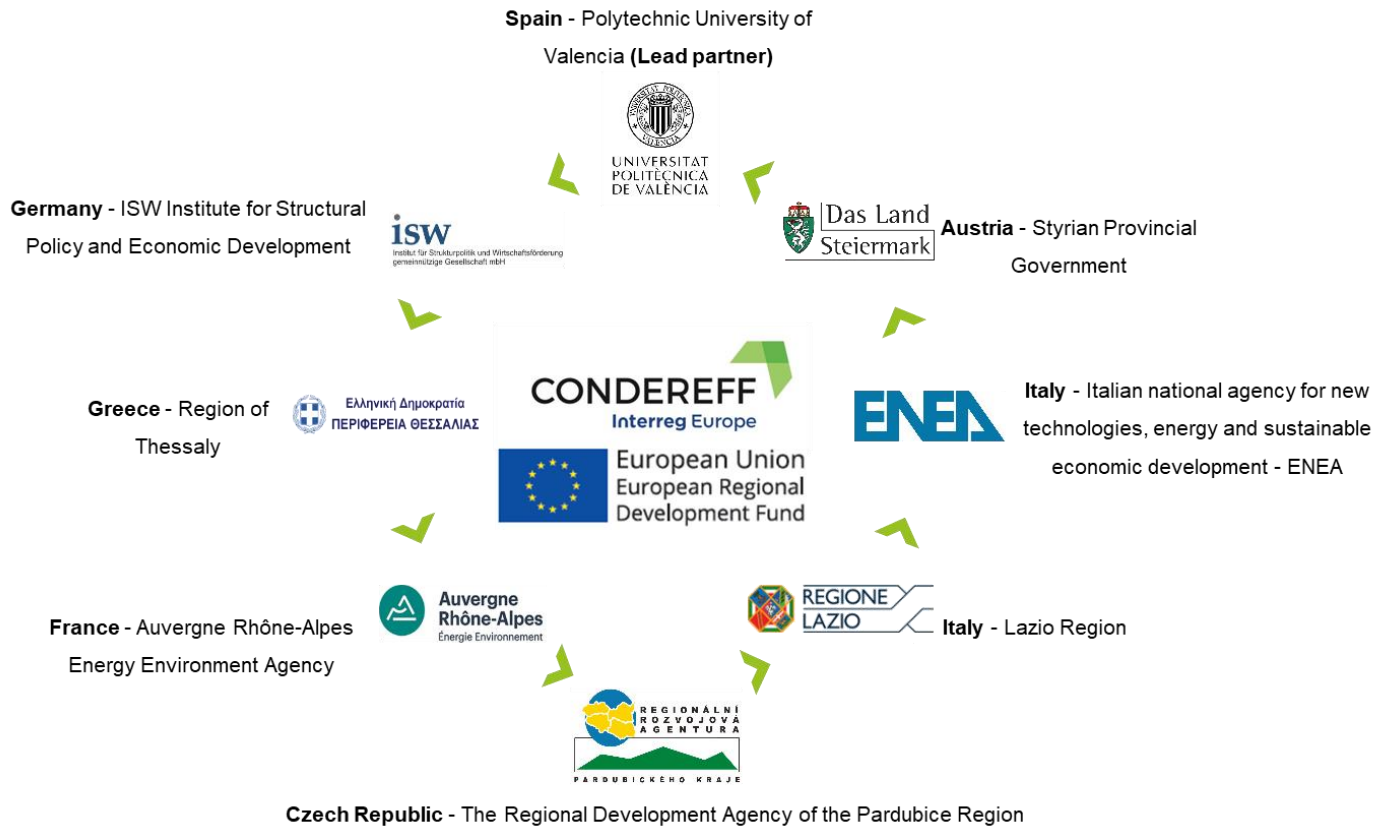 Spain - Polytechnic University of
Valencia (Lead partner)
UNIVERSITAT
POLITÈCNICA
DE VALÈNCIA
Germany - ISW Institute for Structural
Policy and Economic Development
isw
Institut für Strukturpolitik und Wirtschaftsförderung
gemeinnützige Gesellschaft mbH
Das Land
Steiermark
Austria - Styrian Provincial
Government
CONDEREFF
Interreg Europe
European Union
European Regional
Development Fund
Greece - Region of
Thessaly
Ελληνική Δημοκρατία
ΠΕΡΙΦΕΡΕΙΑ ΘΕΣΣΑΛΙΑΣ
ENEA
Italy - Italian national agency for new
technologies, energy and sustainable
economic development - ENEA
France - Auvergne Rhône-Alpes
Energy Environment Agency
Auvergne
Rhône-Alpes
Énergie Environnement
REGIONE
LAZIO
Italy - Lazio Region
REGIONÁLNÍ
ROZVOJOVÁ
AGENTURA
PARDUBICKÉHO KRAJE
Czech Republic - The Regional Development Agency of the Pardubice Region